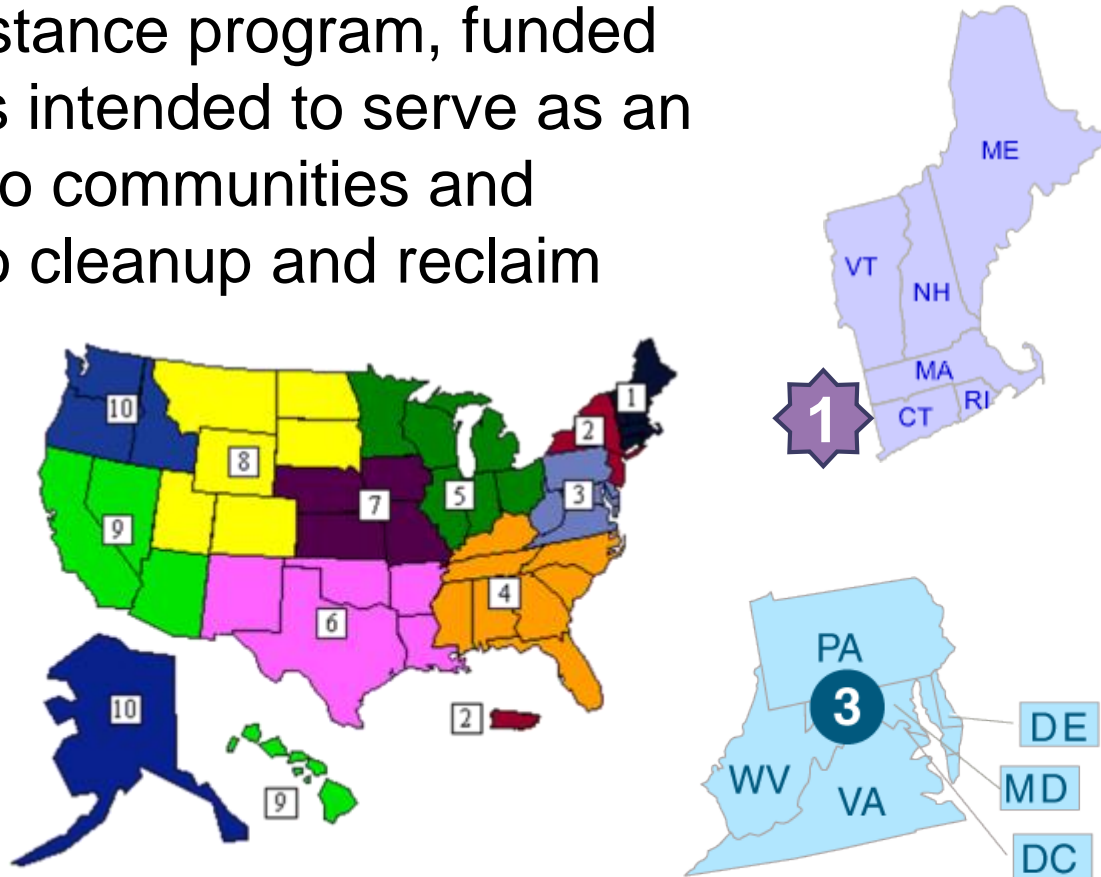 stance program, funded
s intended to serve as an
o communities and
o cleanup and reclaim
ME
VT
NH
MA
RI
CT
1
1
2
3
5
7
8
10
9
4
6
10
2
9
PA
3
DE
WV
VA
MD
DC